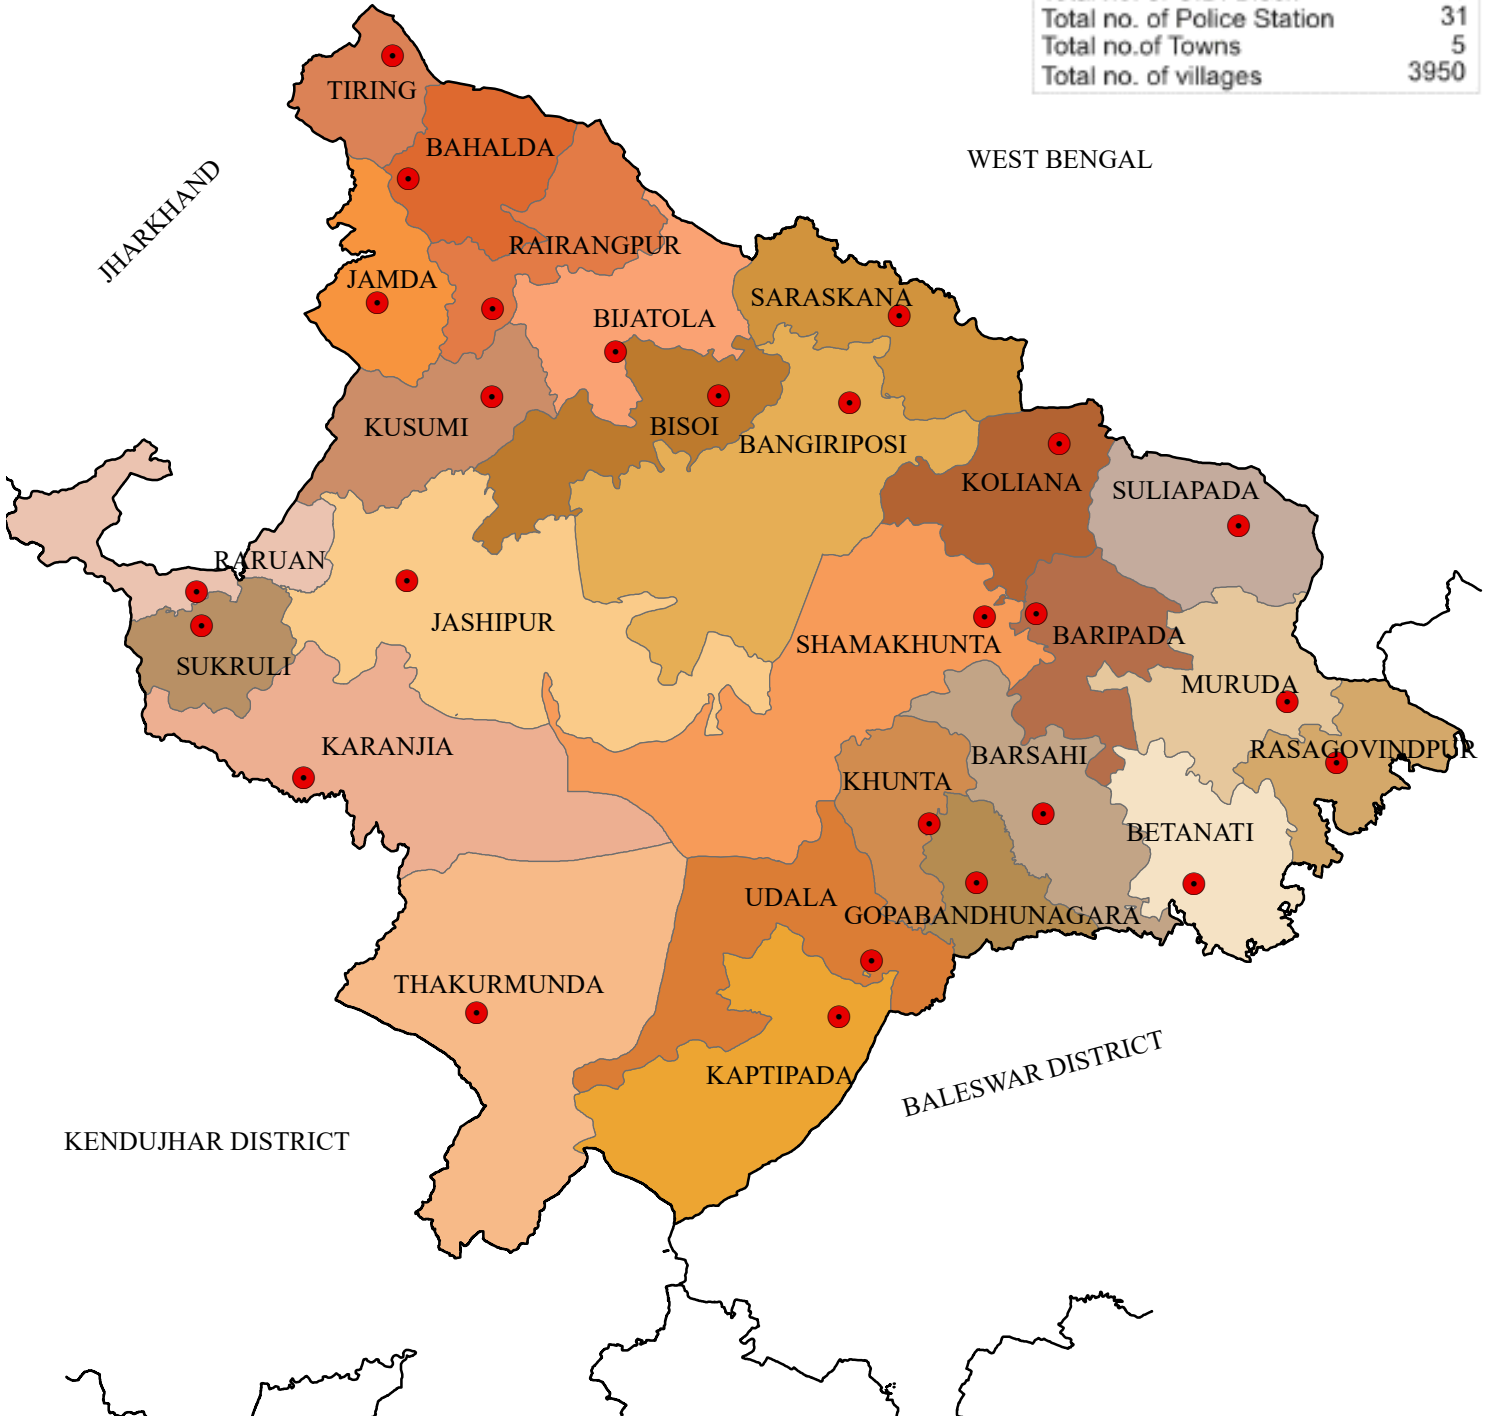 Total no. of Police Station 31
Total no.of Towns 5
Total no. of villages 3950
TIRING
BAHALDA
WEST BENGAL
JHARKHAND
RAIRANGPUR
JAMDA
SARASKANA
BIJATOLA
KUSUMI
BISOI
BANGIRIPOSI
KOLIANA
SULIAPADA
RARUAN
JASHIPUR
BARIPADA
SHAMAKHUNTA
SUKRULI
MURUDA
KARANJIA
RASAGOVINDPUR
BARSAHI
KHUNTA
BETANATI
UDALA
GOPABANDHUNAGARA
THAKURMUNDA
KAPTIPADA
BALESWAR DISTRICT
KENDUJHAR DISTRICT